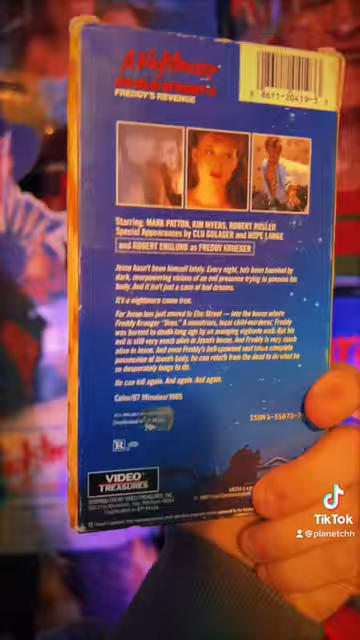 A Nightmare
FREDDY'S REVENGE
Starring: MARK PATTON, KIM MYERS, ROBERT RUSLER
Special Appearances by CLU GULAGER and HOPE LANGE
and ROBERT ENGLUND as FREDDY KRUEGER
Jesse hasn't been himself lately. Every night, he's been haunted by
dark, overpowering visions of an evil presence trying to possess his
body. And it isn't just a case of bad dreams.
It's a nightmare come true.
For Jesse has just moved to Elm Street — into the house where
Freddy Krueger "lives." A monstrous, local child-murderer, Freddy
was burned to death long ago by an avenging vigilante mob. But his
evil is still very much alive in Jesse's house. And Freddy is very much
alive in Jesse. And once Freddy's hell-spawned soul takes complete
possession of Jesse's body, he can return from the dead to do what he
so desperately longs to do.
He can kill again. And again. And again.
Color/87 Minutes/1985
R
VIDEO
TREASURES
DISTRIBUTED BY VIDEO TREASURES, INC.
TikTok
@planetchh